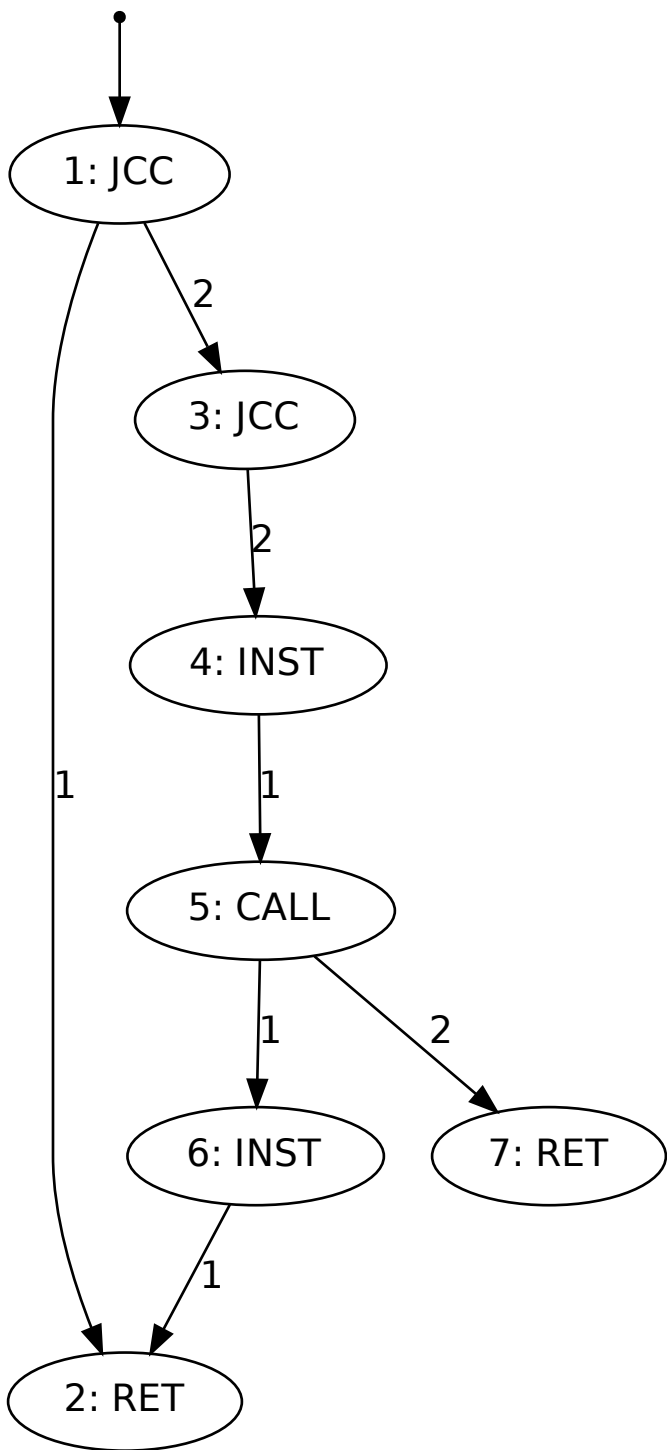 1: JCC
2
3: JCC
2
4: INST
1
1
5: CALL
1
2
6: INST
7: RET
1
2: RET